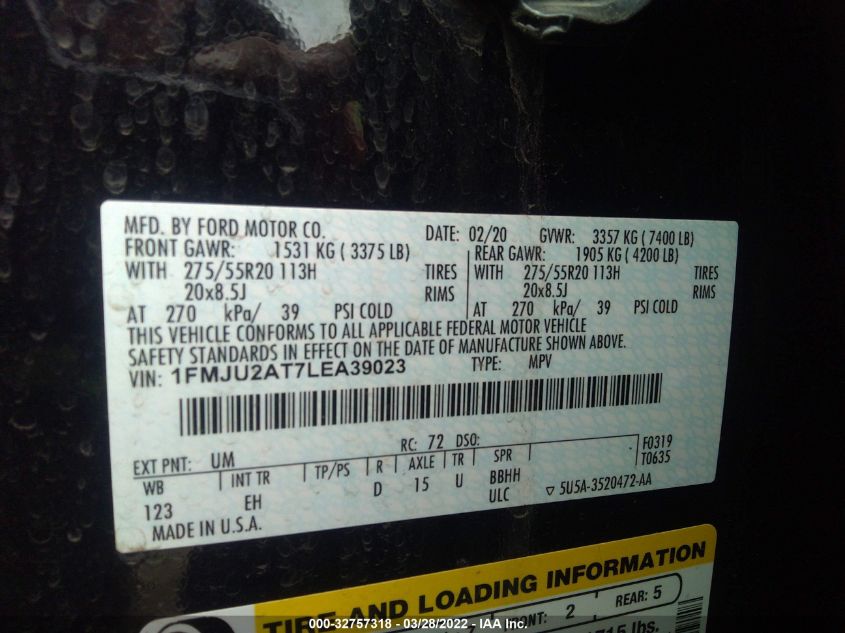 MFD. BY FORD MOTOR CO. DATE: 02/20 GVWR: 3357 KG ( 7400 LB)
FRONT GAWR: 1531 KG ( 3375 LB) REAR GAWR: 1905 KG ( 4200 LB)
WITH 275/55R20 113H TIRES WITH 275/55R20 113H TIRES
20x8.5J RIMS 20x8.5J RIMS
AT 270 kPa/ 39 PSI COLD AT 270 kPa/ 39 PSI COLD
THIS VEHICLE CONFORMS TO ALL APPLICABLE FEDERAL MOTOR VEHICLE
SAFETY STANDARDS IN EFFECT ON THE DATE OF MANUFACTURE SHOWN ABOVE.
VIN: 1FMJU2AT7LEA39023 TYPE: MPV
EXT PNT: UM RC: 72 DSO: F0319
WB INT TR TP/PS R AXLE TR SPR T0635
123 EH D 15 U BBHH
ULC ▽ 5U5A-3520472-AA
MADE IN U.S.A.
TIRE AND LOADING INFORMATION
FRONT: 2 REAR: 5
lbs.
000-32757318 - 03/28/2022 - © IAA Inc.